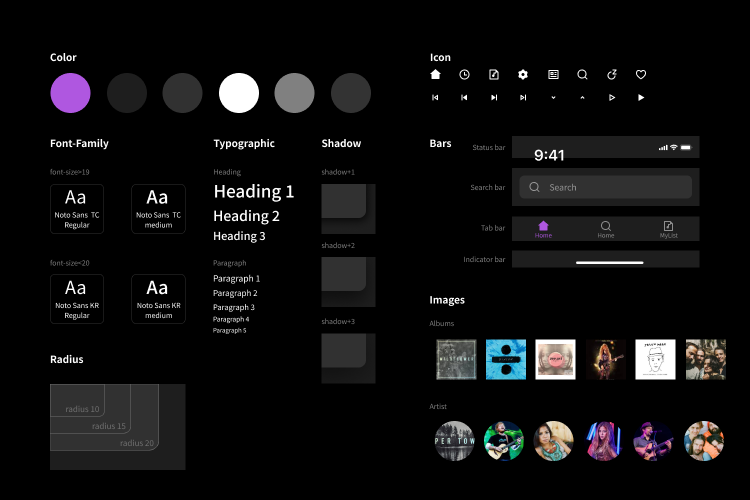 Color
Font-Family
font-size>19
Aa
Noto Sans TC
Regular
Aa
Noto Sans TC
medium
font-size<20
Aa
Noto Sans KR
Regular
Aa
Noto Sans KR
medium
Radius
radius 10
radius 15
radius 20
Typographic
Heading
Heading 1
Heading 2
Heading 3
Paragraph
Paragraph 1
Paragraph 2
Paragraph 3
Paragraph 4
Paragraph 5
Shadow
shadow+1
shadow+2
shadow+3
Icon
Bars
Status bar
9:41
Search bar
Search
Tab bar
Home
Home
MyList
Indicator bar
Images
Albums
Artist
PER TOW